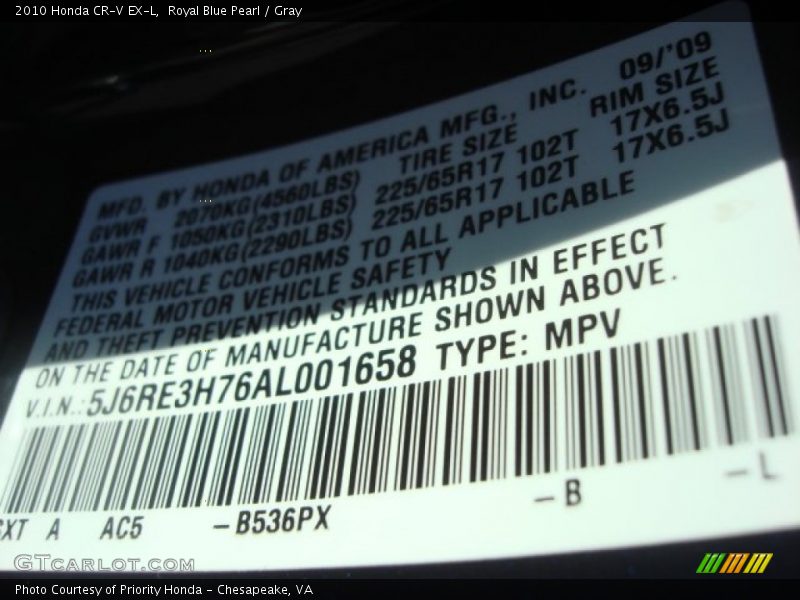 2010 Honda CR-V EX-L,  Royal Blue Pearl / Gray
MFD. BY HONDA OF AMERICA MFG., INC. 09/'09
GVWR 2070KG(4560LBS) TIRE SIZE RIM SIZE
GAWR F 1050KG(2310LBS) 225/65R17 102T 17X6.5J
GAWR R 1040KG(2290LBS) 225/65R17 102T 17X6.5J
THIS VEHICLE CONFORMS TO ALL APPLICABLE
FEDERAL MOTOR VEHICLE SAFETY
AND THEFT PREVENTION STANDARDS IN EFFECT
ON THE DATE OF MANUFACTURE SHOWN ABOVE.
V.I.N.: 5J6RE3H76AL001658 TYPE: MPV
A AC5 -B536PX -B -L
GTCARLOT.COM
Photo Courtesy of Priority Honda - Chesapeake, VA